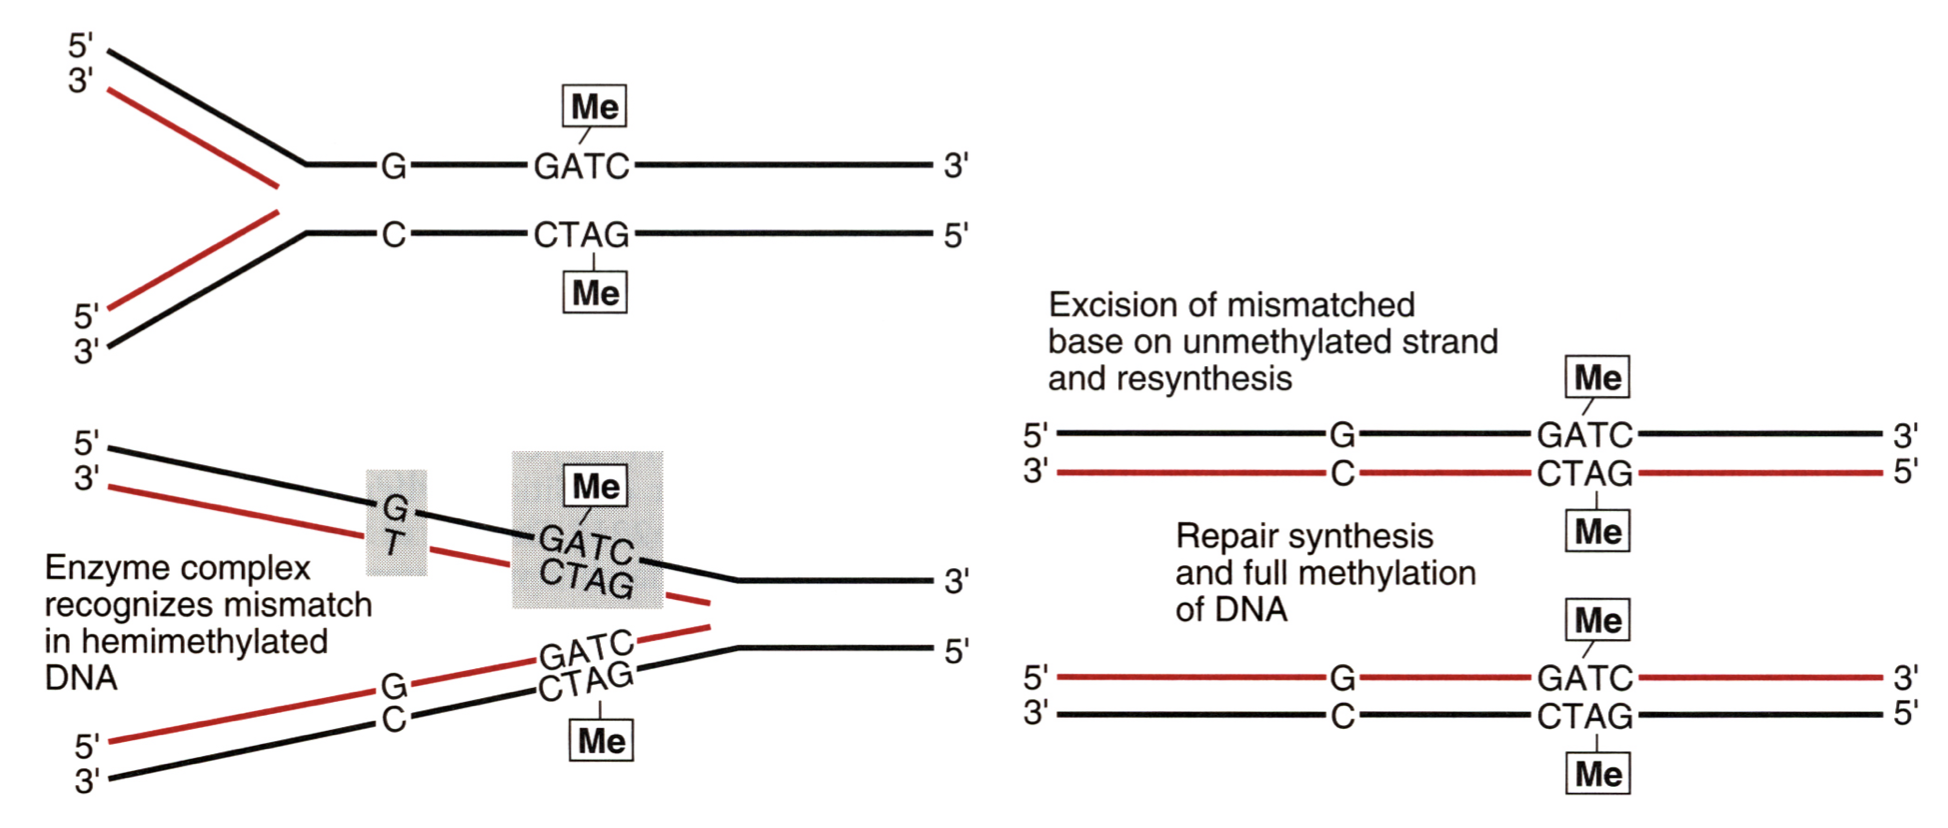 5'
3'
Me
G GATC 3'
C CTAG 5'
Me
5'
3'
5'
3'
Me
G GATC
T CTAG 3'
Enzyme complex
recognizes mismatch
in hemimethylated
DNA
GATC 5'
G CTAG
C
Me
5'
3'
Excision of mismatched
base on unmethylated strand
and resynthesis
Me
5' G GATC 3'
3' C CTAG 5'
Me
Repair synthesis
and full methylation
of DNA
Me
5' G GATC 3'
3' C CTAG 5'
Me